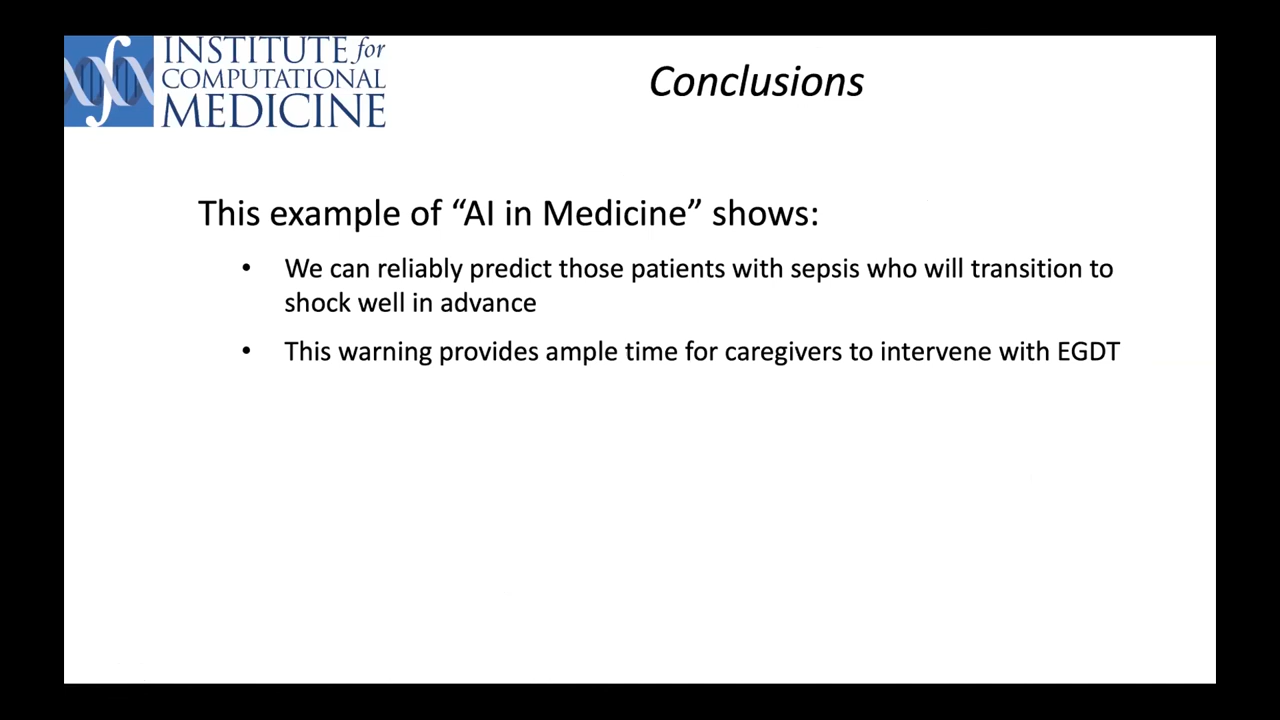 INSTITUTE for
COMPUTATIONAL
MEDICINE
Conclusions
This example of “AI in Medicine” shows:
• We can reliably predict those patients with sepsis who will transition to
shock well in advance
• This warning provides ample time for caregivers to intervene with EGDT